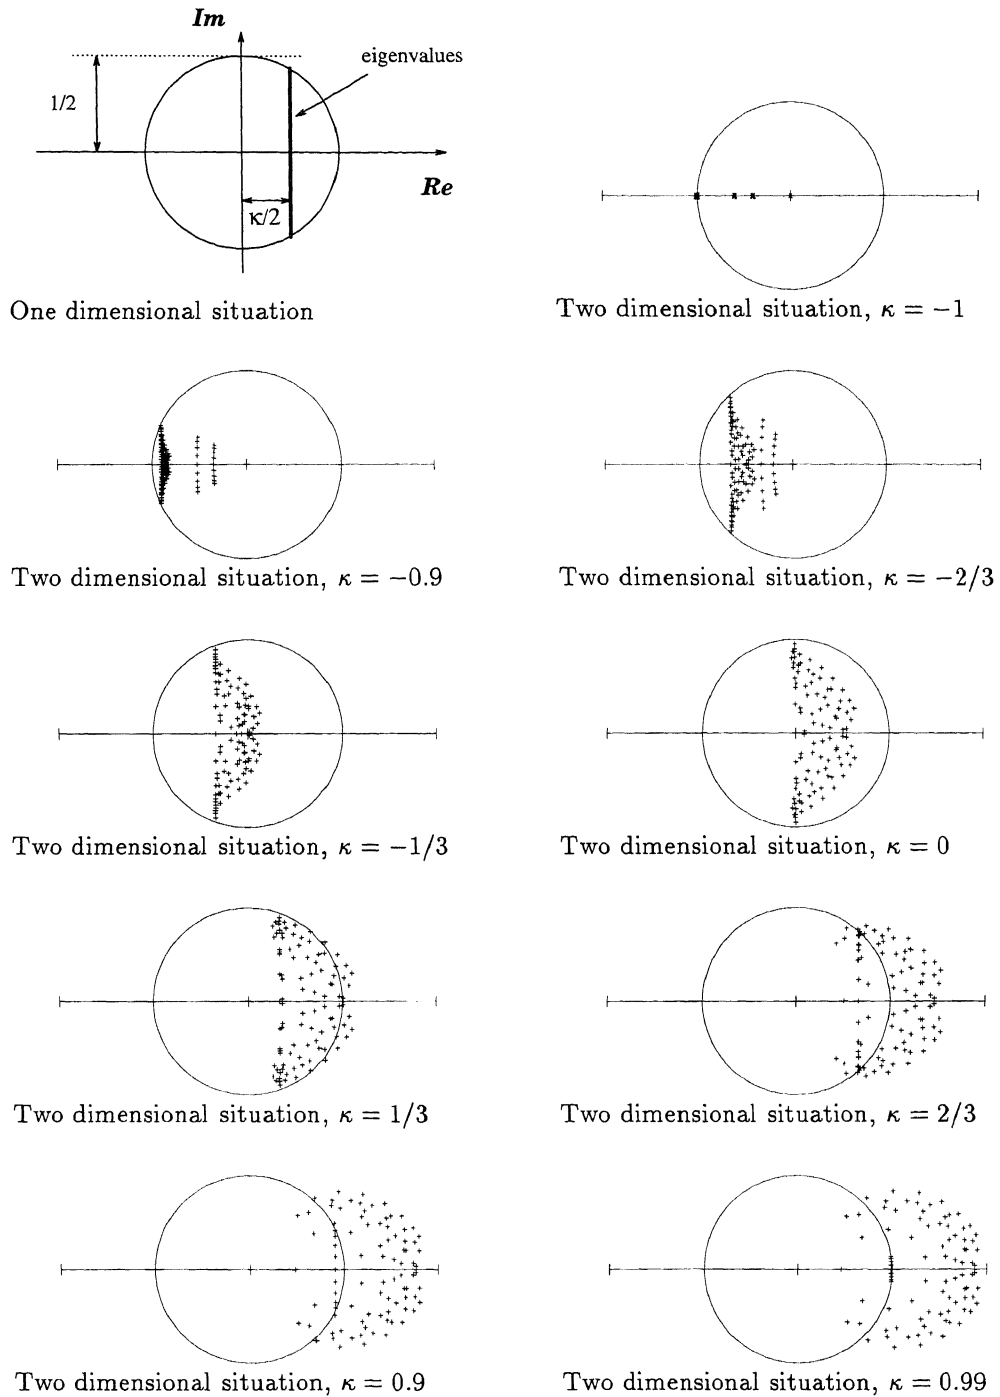 Im
eigenvalues
1/2
Re
κ/2
One dimensional situation
Two dimensional situation, κ = −1
Two dimensional situation, κ = −0.9
Two dimensional situation, κ = −2/3
Two dimensional situation, κ = −1/3
Two dimensional situation, κ = 0
Two dimensional situation, κ = 1/3
Two dimensional situation, κ = 2/3
Two dimensional situation, κ = 0.9
Two dimensional situation, κ = 0.99